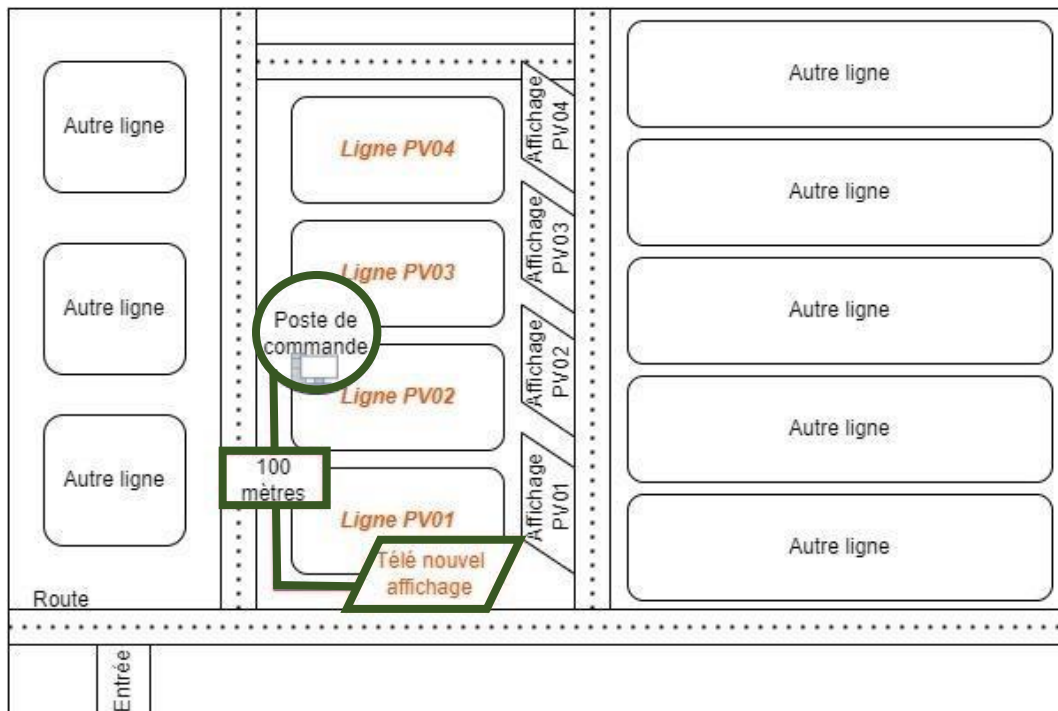 Autre ligne
Autre ligne
Autre ligne
Route
Entrée
Ligne PV04
Ligne PV03
Poste de
commande
Ligne PV02
100
mètres
Ligne PV01
Télé nouvel
affichage
Affichage
PV04
Affichage
PV03
Affichage
PV02
Affichage
PV01
Autre ligne
Autre ligne
Autre ligne
Autre ligne
Autre ligne